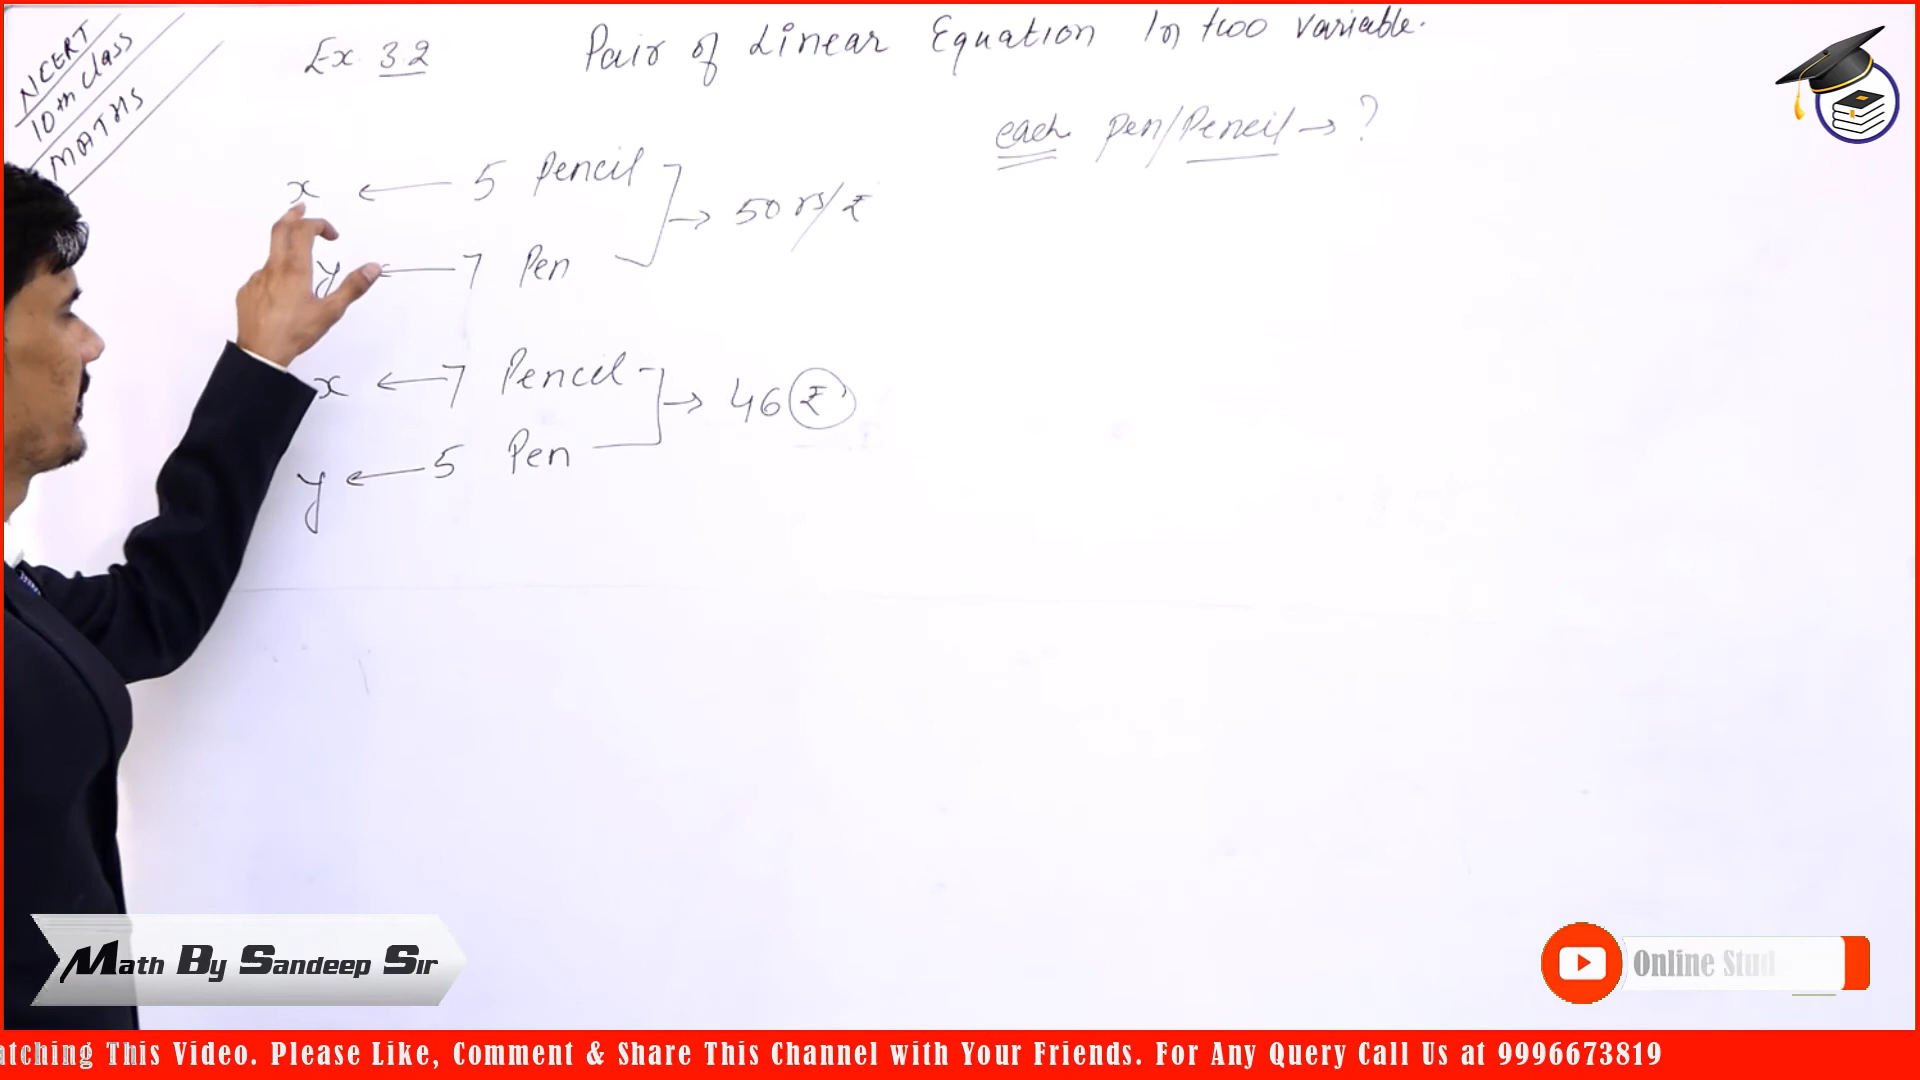 NCERT
10th Class
MATHS
Ex. 3.2
Pair of Linear Equation In two variable.
each pen/Pencil → ?
x ← 5 Pencil
→ 50 rs/₹
y ← 7 Pen
x ← 7 Pencil
→ 46 ₹
y ← 5 Pen
Math By Sandeep Sir
Online Stud
atching This Video. Please Like, Comment & Share This Channel with Your Friends. For Any Query Call Us at 9996673819